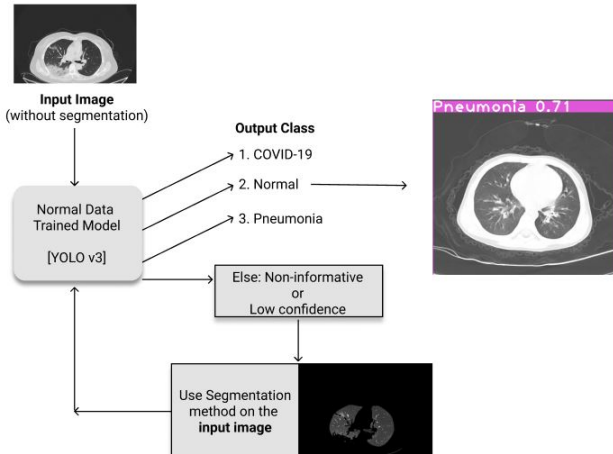 Input Image
(without segmentation)
Output Class
1. COVID-19
2. Normal
3. Pneumonia
Pneumonia 0.71
Normal Data
Trained Model
[YOLO v3]
Else: Non-informative
or
Low confidence
Use Segmentation
method on the
input image